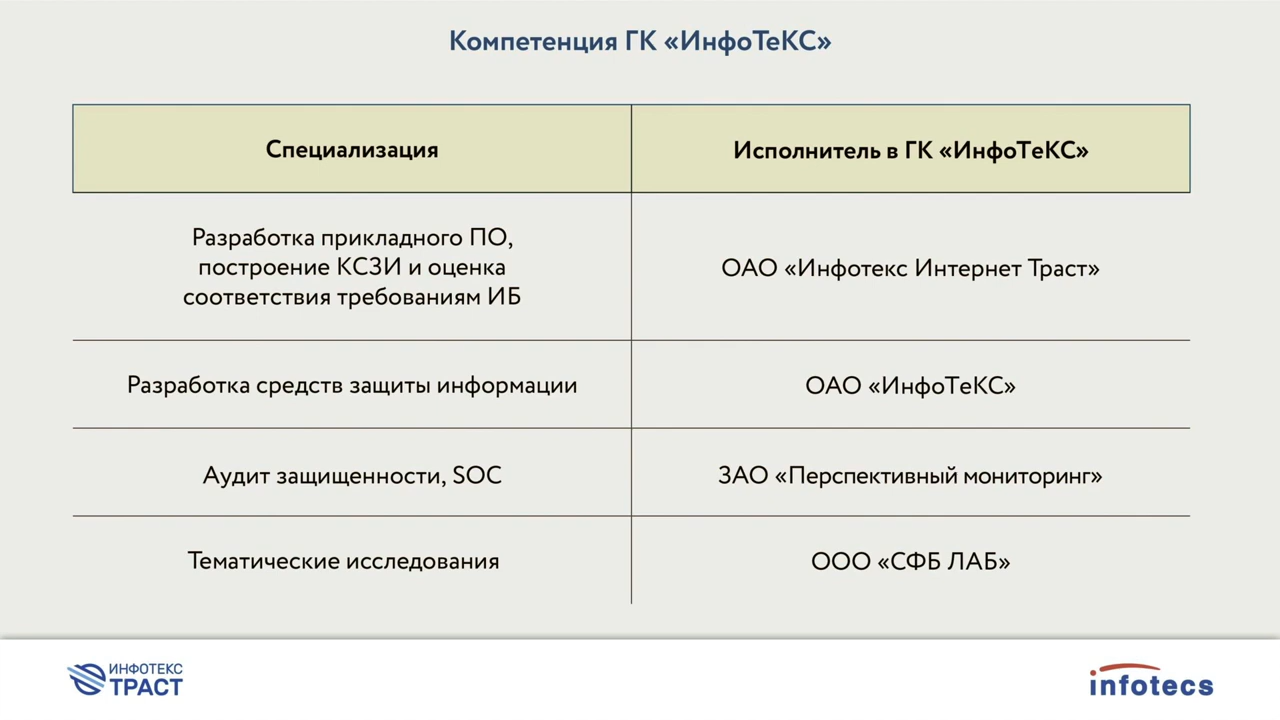 Компетенция ГК «ИнфоТеКС»
Специализация
Исполнитель в ГК «ИнфоТеКС»
Разработка прикладного ПО,
построение КСЗИ и оценка
соответствия требованиям ИБ
ОАО «Инфотекс Интернет Траст»
Разработка средств защиты информации
ОАО «ИнфоТеКС»
Аудит защищенности, SOC
ЗАО «Перспективный мониторинг»
Тематические исследования
ООО «СФБ ЛАБ»
ИНФОТЕКС
ТРАСТ
infotecs